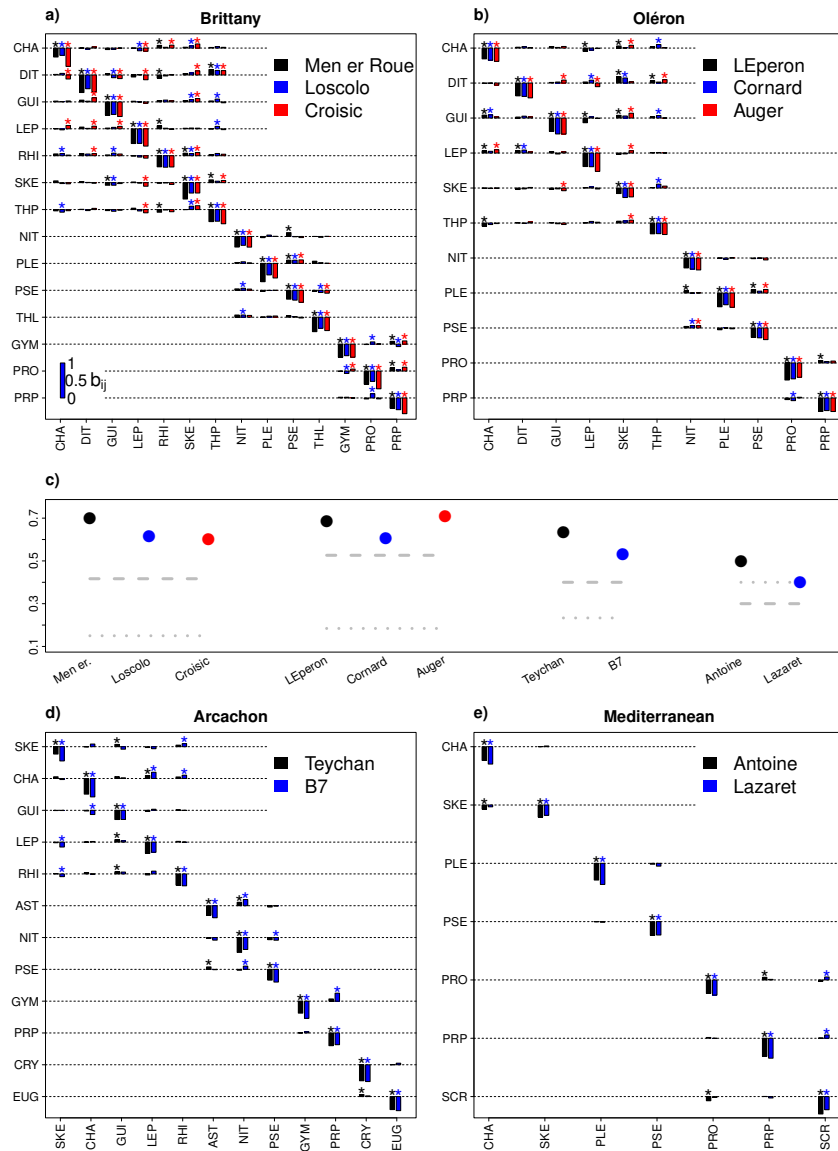 a) Brittany
CHA
DIT
GUI
LEP
RHI
SKE
THP
NIT
PLE
PSE
THL
GYM
PRO
PRP
Men er Roue
Loscolo
Croisic
1
0.5 bij
0
CHA DIT GUI LEP RHI SKE THP NIT PLE PSE THL GYM PRO PRP
b) Oléron
CHA
DIT
GUI
LEP
SKE
THP
NIT
PLE
PSE
PRO
PRP
LEperon
Cornard
Auger
CHA DIT GUI LEP SKE THP NIT PLE PSE PRO PRP
c)
0.7
0.5
0.3
0.1
Men er. Loscolo Croisic LEperon Cornard Auger Teychan B7 Antoine Lazaret
d) Arcachon
SKE
CHA
GUI
LEP
RHI
AST
NIT
PSE
GYM
PRP
CRY
EUG
Teychan
B7
SKE CHA GUI LEP RHI AST NIT PSE GYM PRP CRY EUG
e) Mediterranean
CHA
SKE
PLE
PSE
PRO
PRP
SCR
Antoine
Lazaret
CHA SKE PLE PSE PRO PRP SCR